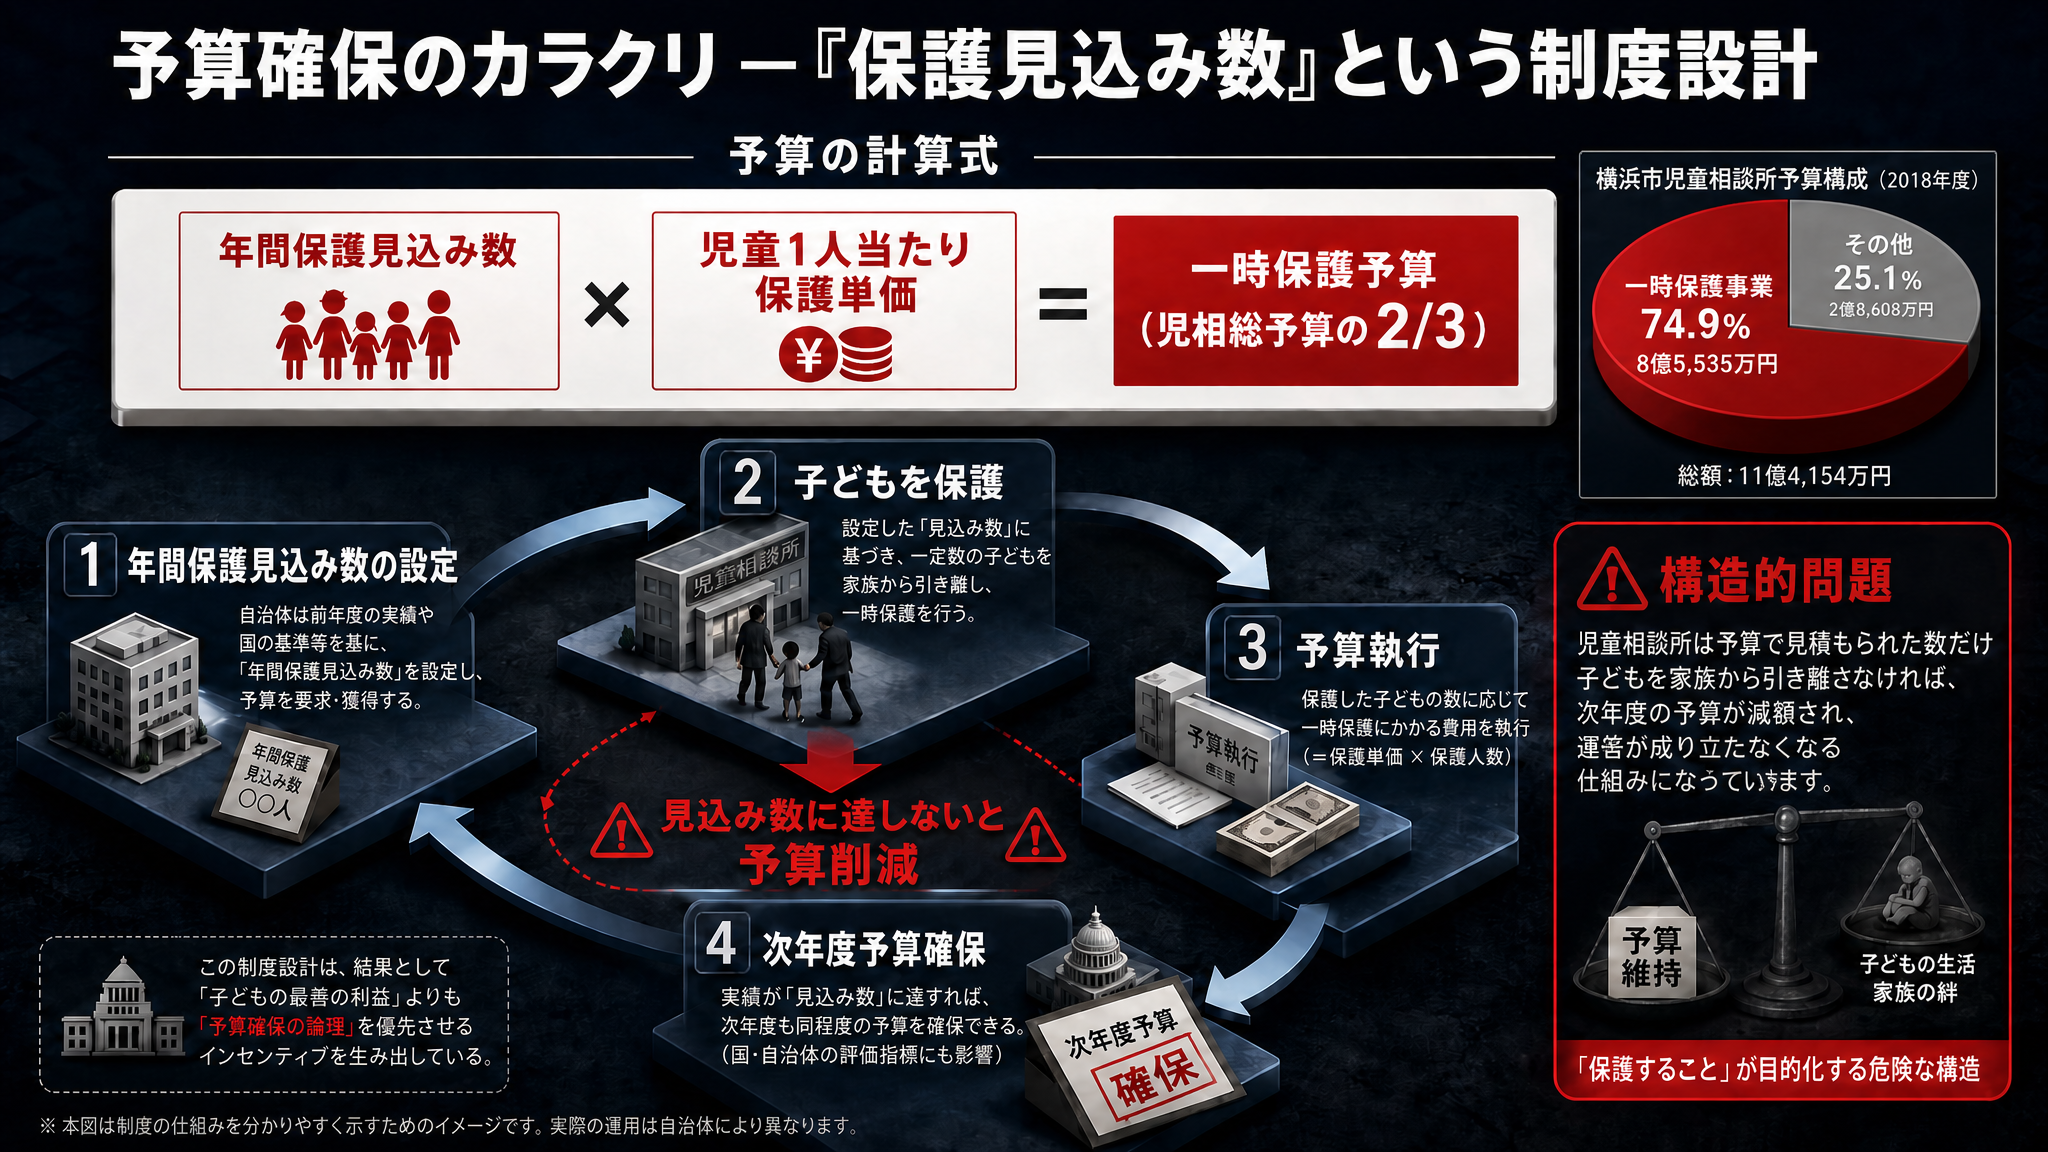 予算確保のカラクリ ―『保護見込み数』という制度設計
予算の計算式
年間保護見込み数
×
児童1人当たり
保護単価
¥
=
一時保護予算
(児相総予算の2/3)
横浜市児童相談所予算構成(2018年度)
その他
25.1%
2億8,608万円
一時保護事業
74.9%
8億5,535万円
総額:11億4,154万円
1 年間保護見込み数の設定
自治体は前年度の実績や
国の基準等を基に、
「年間保護見込み数」を設定し、
予算を要求・獲得する。
年間保護
見込み数
○○人
2 子どもを保護
設定した「見込み数」に
基づき、一定数の子どもを
家族から引き離し、
一時保護を行う。
児童相談所
3 予算執行
保護した子どもの数に応じて
一時保護にかかる費用を執行
(=保護単価 × 保護人数)
予算執行
見込み数に達しないと
予算削減
4 次年度予算確保
実績が「見込み数」に達すれば、
次年度も同程度の予算を確保できる。
(国・自治体の評価指標にも影響)
次年度予算
確保
構造的問題
児童相談所は予算で見積もられた数だけ
子どもを家族から引き離さなければ、
次年度の予算が減額され、
運営が成り立たなくなる
仕組みになっています。
予算
維持
子どもの生活
家族の絆
「保護すること」が目的化する危険な構造
この制度設計は、結果として
「子どもの最善の利益」よりも
「予算確保の論理」を優先させる
インセンティブを生み出している。
※ 本図は制度の仕組みを分かりやすく示すためのイメージです。実際の運用は自治体により異なります。